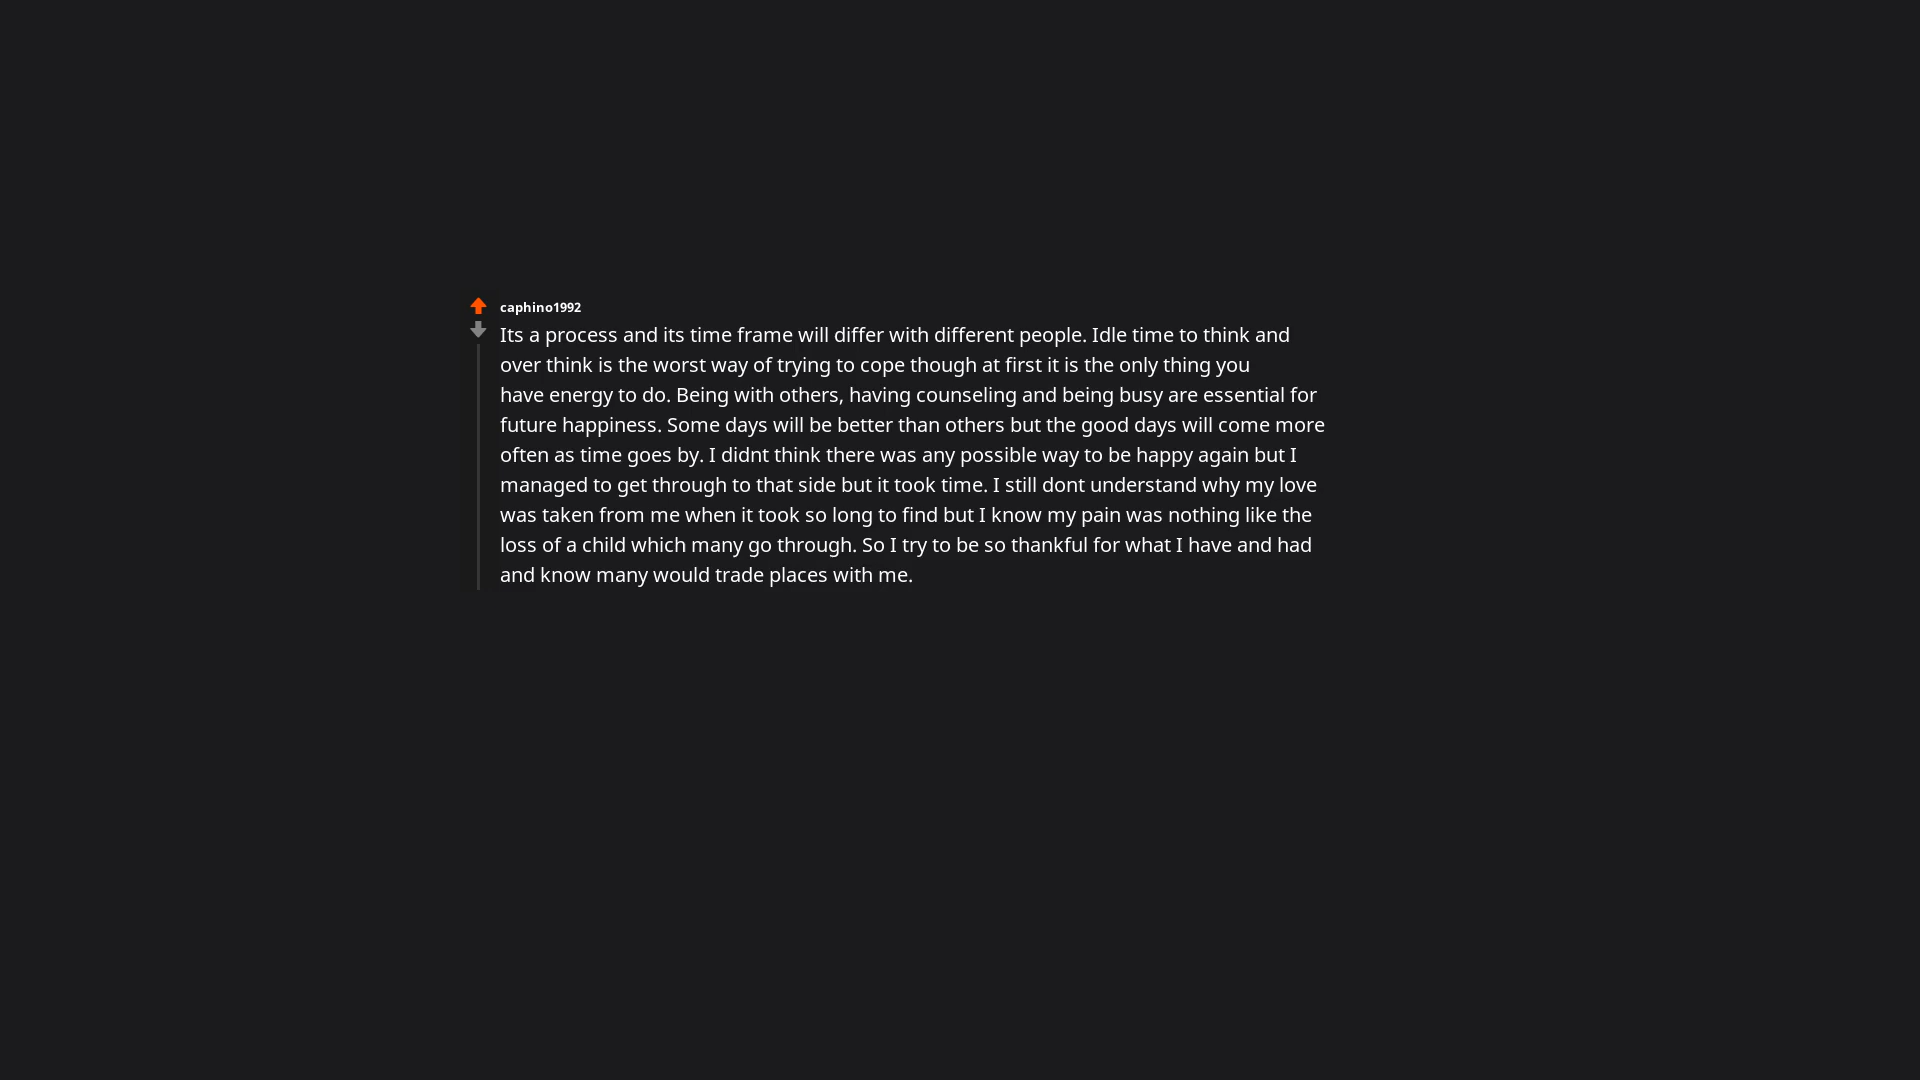 caphino1992
Its a process and its time frame will differ with different people. Idle time to think and
over think is the worst way of trying to cope though at first it is the only thing you
have energy to do. Being with others, having counseling and being busy are essential for
future happiness. Some days will be better than others but the good days will come more
often as time goes by. I didnt think there was any possible way to be happy again but I
managed to get through to that side but it took time. I still dont understand why my love
was taken from me when it took so long to find but I know my pain was nothing like the
loss of a child which many go through. So I try to be so thankful for what I have and had
and know many would trade places with me.